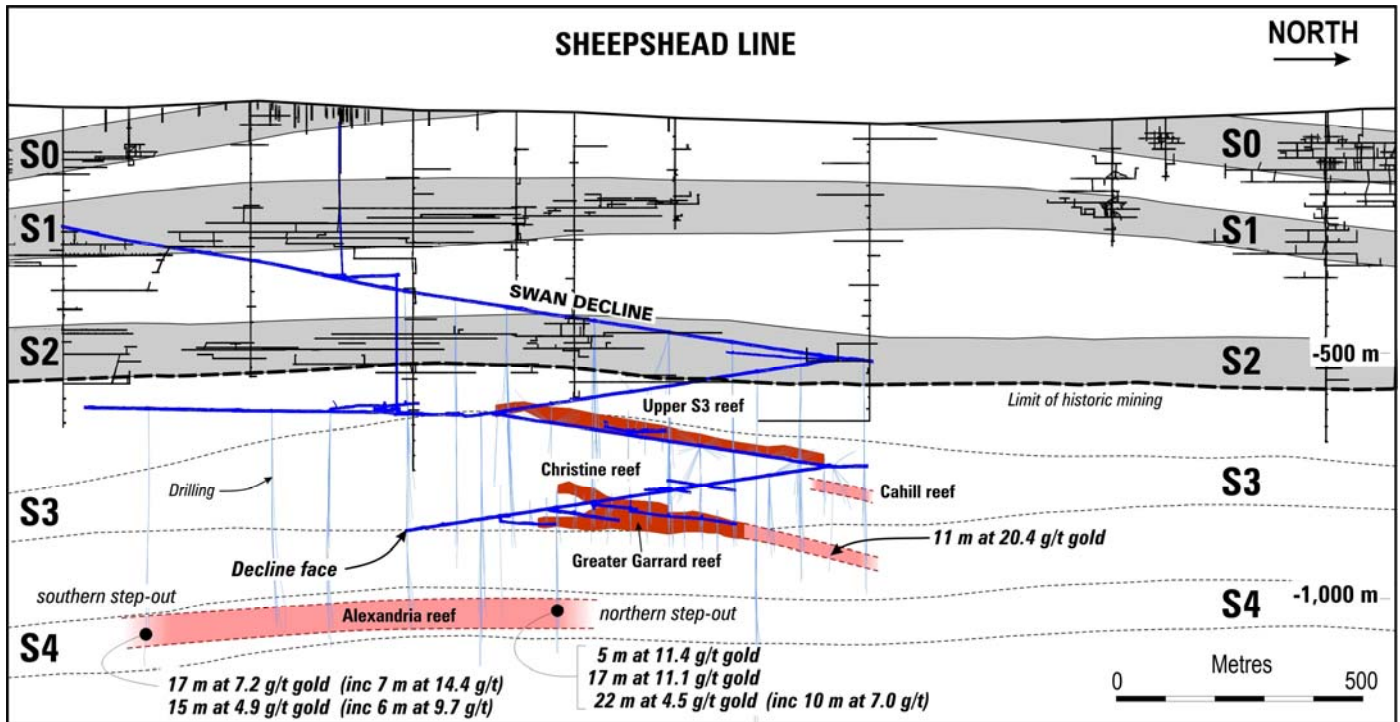 SHEEPSHEAD LINE
NORTH
S0
S0
S1
S1
SWAN DECLINE
S2
S2
-500 m
Limit of historic mining
Upper S3 reef
Christine reef
Drilling
Cahill reef
S3
S3
11 m at 20.4 g/t gold
Greater Garrard reef
Decline face
southern step-out
northern step-out
Alexandria reef
S4
S4
-1,000 m
5 m at 11.4 g/t gold
17 m at 11.1 g/t gold
22 m at 4.5 g/t gold (inc 10 m at 7.0 g/t)
17 m at 7.2 g/t gold (inc 7 m at 14.4 g/t)
15 m at 4.9 g/t gold (inc 6 m at 9.7 g/t)
Metres
0 500